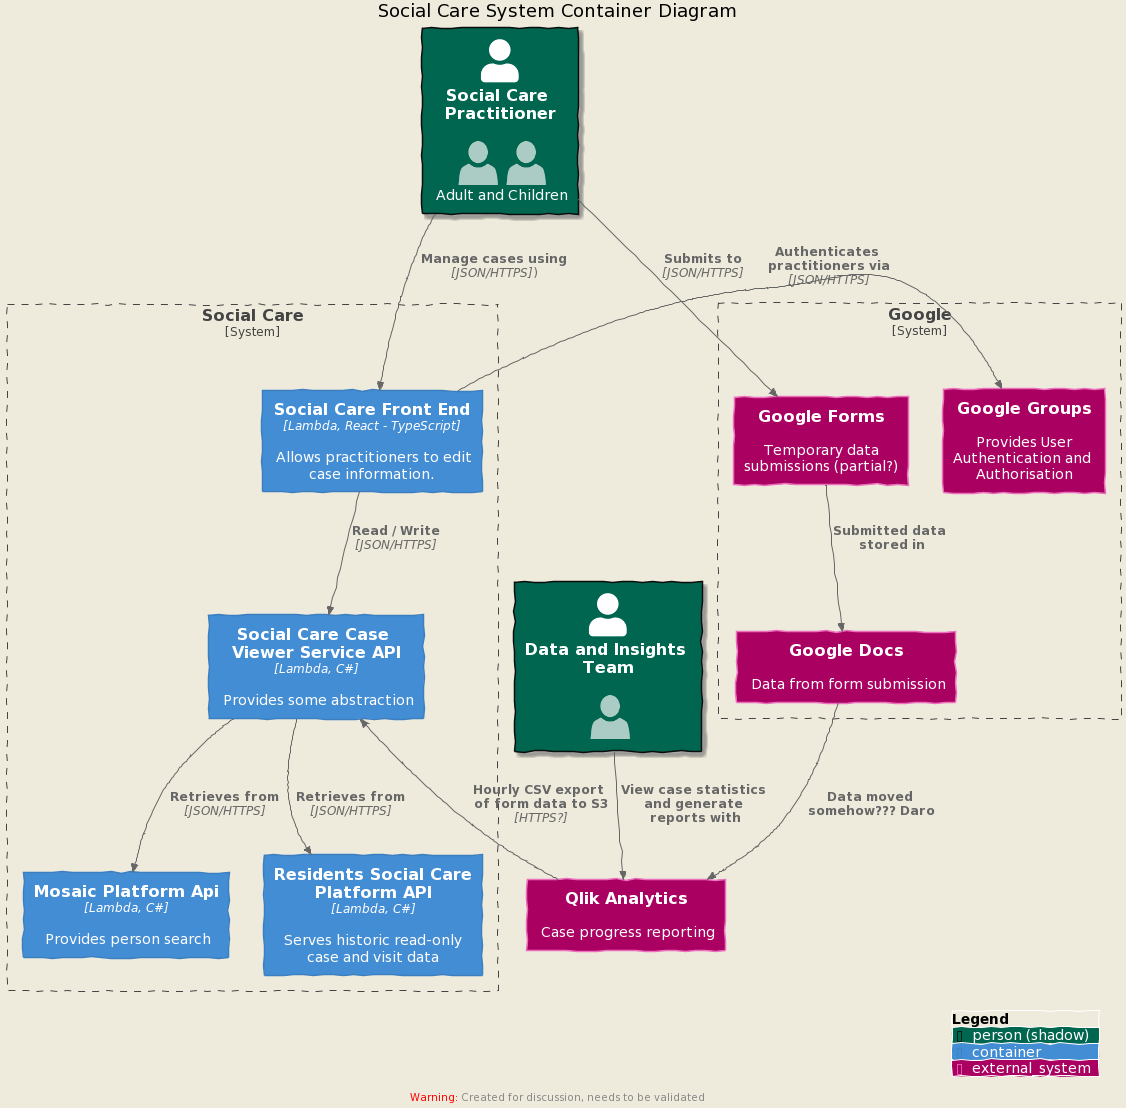 Social Care System Container Diagram
Social Care
Practitioner
Adult and Children
Manage cases using
[JSON/HTTPS])
Submits to
[JSON/HTTPS]
Authenticates
practitioners via
[JSON/HTTPS]
Social Care
[System]
Google
[System]
Social Care Front End
[Lambda, React - TypeScript]
Allows practitioners to edit
case information.
Google Forms
Temporary data
submissions (partial?)
Google Groups
Provides User
Authentication and
Authorisation
Read / Write
[JSON/HTTPS]
Submitted data
stored in
Social Care Case
Viewer Service API
[Lambda, C#]
Provides some abstraction
Data and Insights
Team
Google Docs
Data from form submission
Retrieves from
[JSON/HTTPS]
Retrieves from
[JSON/HTTPS]
Hourly CSV export
of form data to S3
[HTTPS?]
View case statistics
and generate
reports with
Data moved
somehow??? Daro
Mosaic Platform Api
[Lambda, C#]
Provides person search
Residents Social Care
Platform API
[Lambda, C#]
Serves historic read-only
case and visit data
Qlik Analytics
Case progress reporting
Legend
person (shadow)
container
external_system
Warning: Created for discussion, needs to be validated